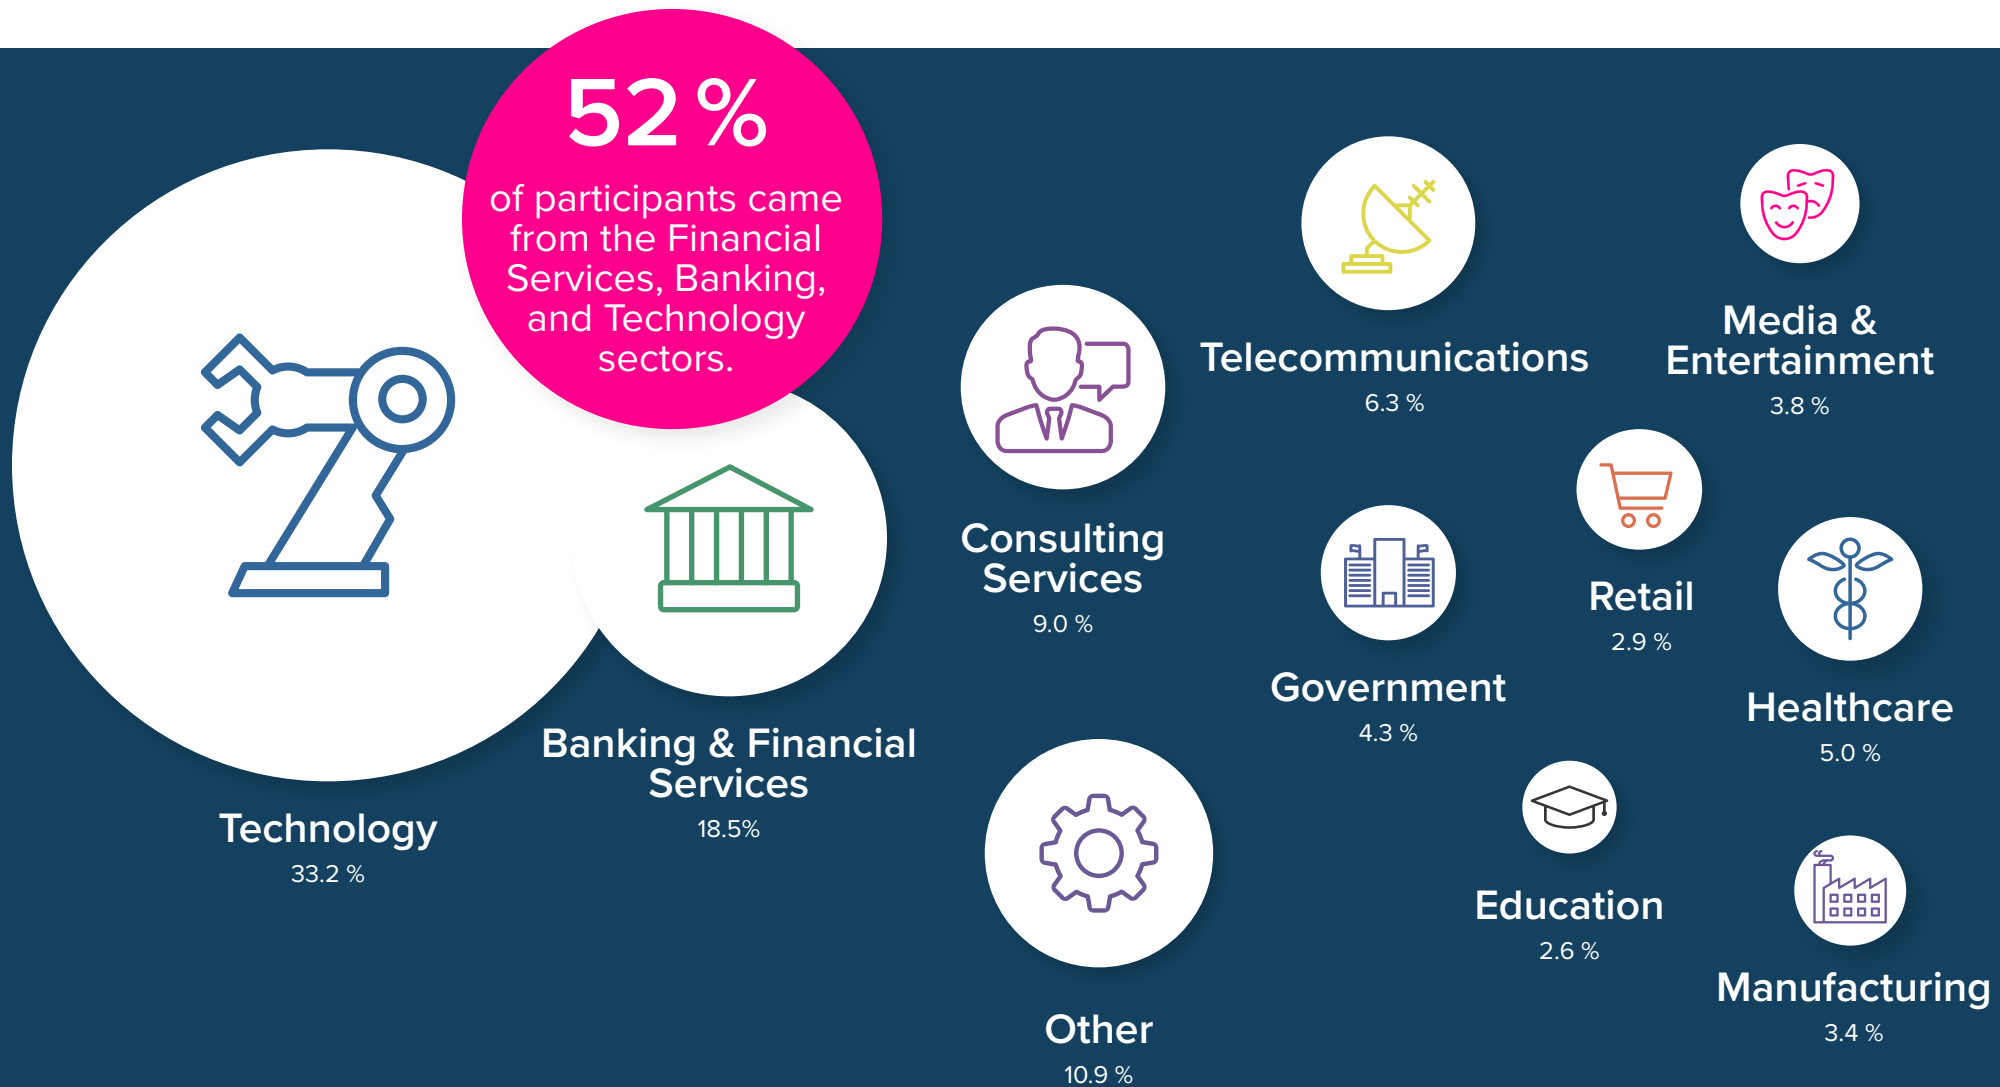 52 %
of participants came
from the Financial
Services, Banking,
and Technology
sectors.
Technology
33.2 %
Banking & Financial
Services
18.5%
Consulting
Services
9.0 %
Other
10.9 %
Telecommunications
6.3 %
Government
4.3 %
Media &
Entertainment
3.8 %
Retail
2.9 %
Healthcare
5.0 %
Education
2.6 %
Manufacturing
3.4 %